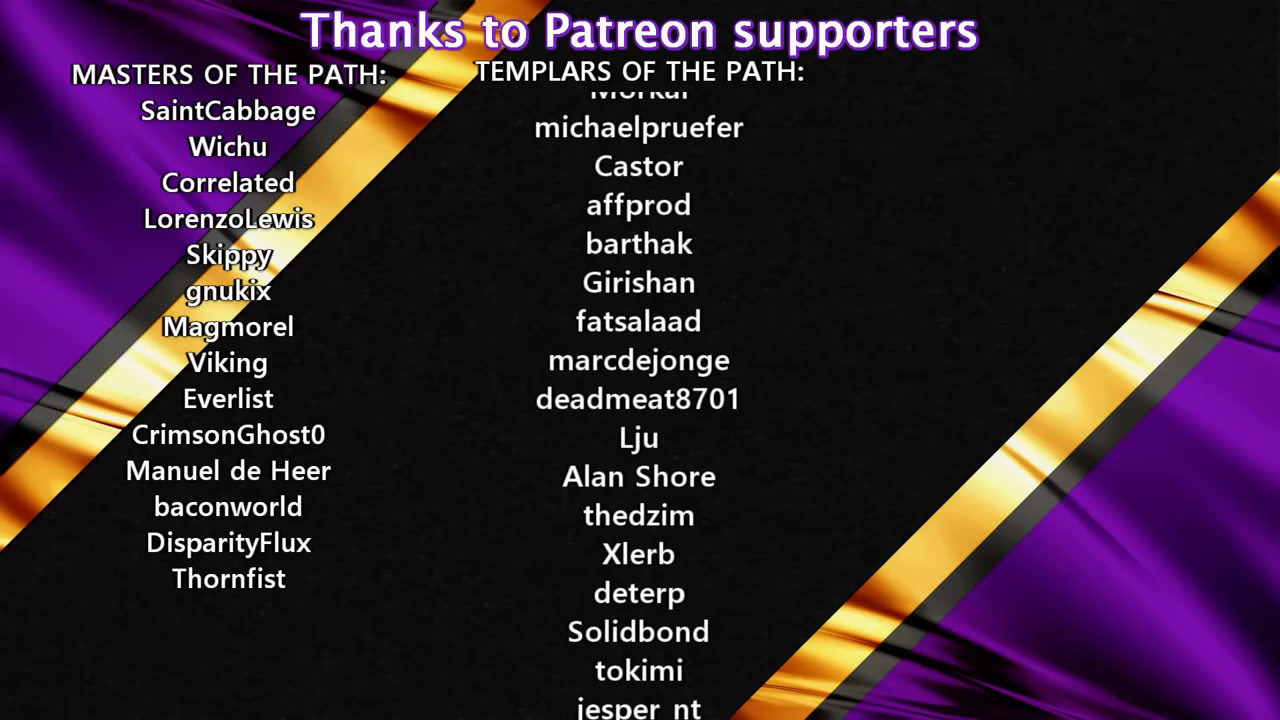 Thanks to Patreon supporters
MASTERS OF THE PATH:
SaintCabbage
Wichu
Correlated
LorenzoLewis
Skippy
gnukix
Magmorel
Viking
Everlist
CrimsonGhost0
Manuel de Heer
baconworld
DisparityFlux
Thornfist
TEMPLARS OF THE PATH:
michaelpruefer
Castor
affprod
barthak
Girishan
fatsalaad
marcdejonge
deadmeat8701
Lju
Alan Shore
thedzim
Xlerb
deterp
Solidbond
tokimi